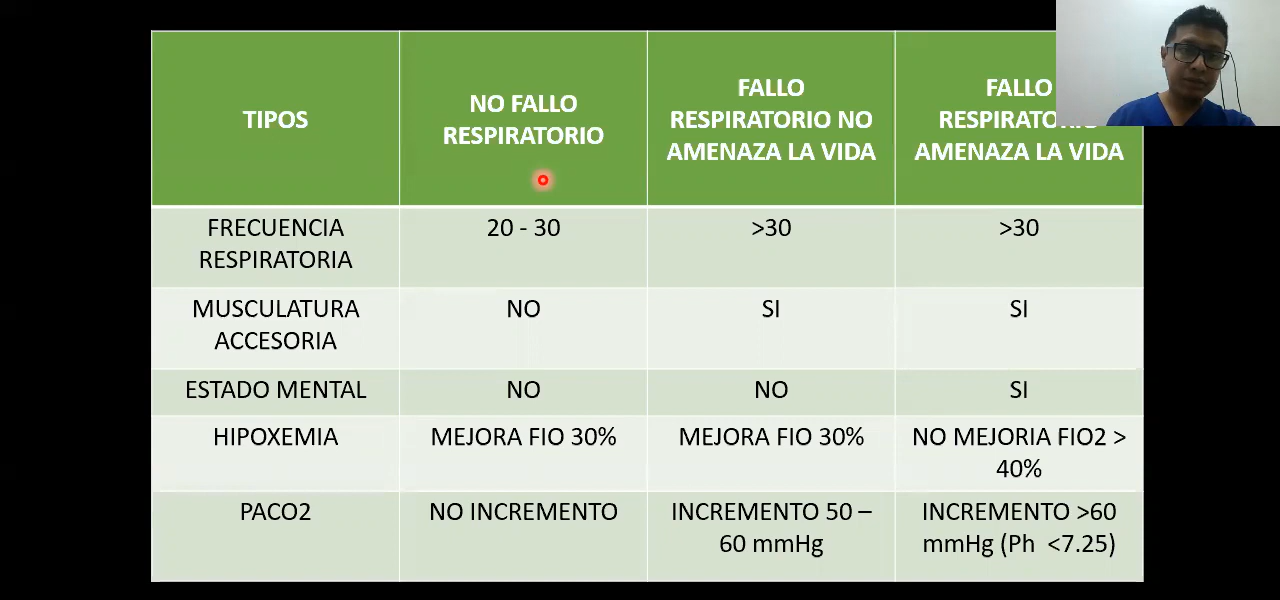 TIPOS
NO FALLO
RESPIRATORIO
FALLO
RESPIRATORIO NO
AMENAZA LA VIDA
FALLO
RESPIRATORIO
AMENAZA LA VIDA
FRECUENCIA
RESPIRATORIA
20 - 30
>30
>30
MUSCULATURA
ACCESORIA
NO
SI
SI
ESTADO MENTAL
NO
NO
SI
HIPOXEMIA
MEJORA FIO 30%
MEJORA FIO 30%
NO MEJORIA FIO2 >
40%
PACO2
NO INCREMENTO
INCREMENTO 50 –
60 mmHg
INCREMENTO >60
mmHg (Ph <7.25)